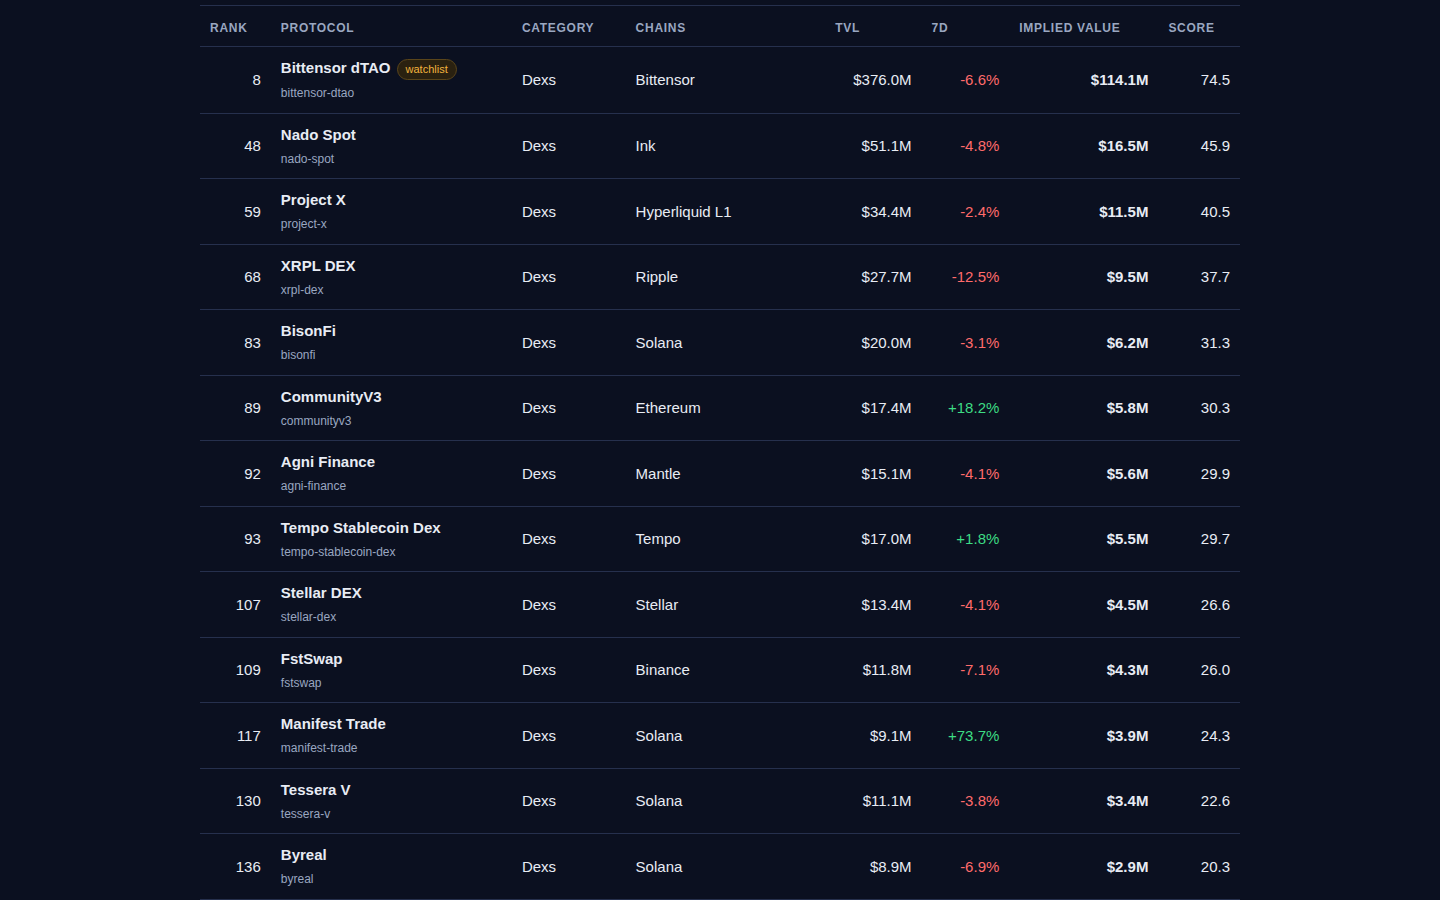 RANK PROTOCOL CATEGORY CHAINS TVL 7D IMPLIED VALUE SCORE
8 Bittensor dTAO watchlist Dexs Bittensor $376.0M -6.6% $114.1M 74.5
bittensor-dtao
48 Nado Spot Dexs Ink $51.1M -4.8% $16.5M 45.9
nado-spot
59 Project X Dexs Hyperliquid L1 $34.4M -2.4% $11.5M 40.5
project-x
68 XRPL DEX Dexs Ripple $27.7M -12.5% $9.5M 37.7
xrpl-dex
83 BisonFi Dexs Solana $20.0M -3.1% $6.2M 31.3
bisonfi
89 CommunityV3 Dexs Ethereum $17.4M +18.2% $5.8M 30.3
communityv3
92 Agni Finance Dexs Mantle $15.1M -4.1% $5.6M 29.9
agni-finance
93 Tempo Stablecoin Dex Dexs Tempo $17.0M +1.8% $5.5M 29.7
tempo-stablecoin-dex
107 Stellar DEX Dexs Stellar $13.4M -4.1% $4.5M 26.6
stellar-dex
109 FstSwap Dexs Binance $11.8M -7.1% $4.3M 26.0
fstswap
117 Manifest Trade Dexs Solana $9.1M +73.7% $3.9M 24.3
manifest-trade
130 Tessera V Dexs Solana $11.1M -3.8% $3.4M 22.6
tessera-v
136 Byreal Dexs Solana $8.9M -6.9% $2.9M 20.3
byreal